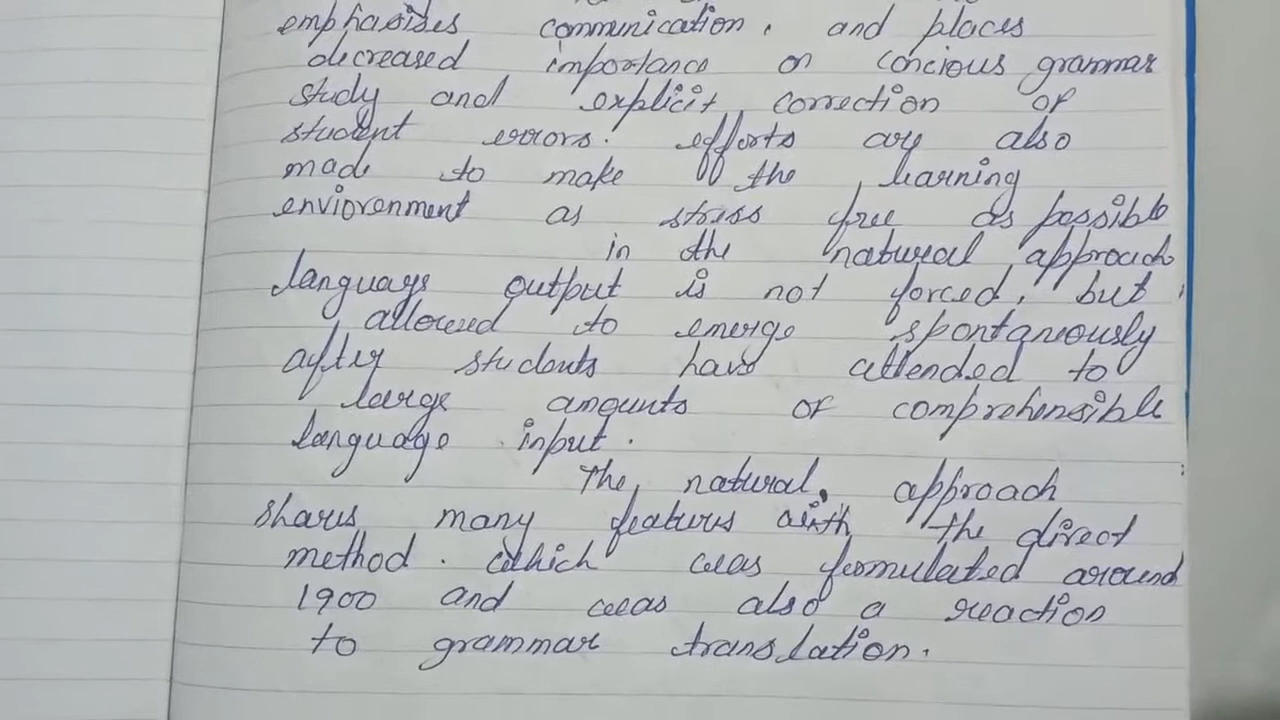 emphasises communication. and places
decreased importance on concious grammar
study and explicit correction of
student errors. efforts are also
made to make the learning
enviorenment as stress free as possible
in the natural approach
language output is not forced, but
allowed to emerge spontaneously
after students have attended to
large amounts of comprehensible
language input.
The natural approach
shares many features with the direct
method. which was formulated around
1900 and was also a reaction
to grammar translation.